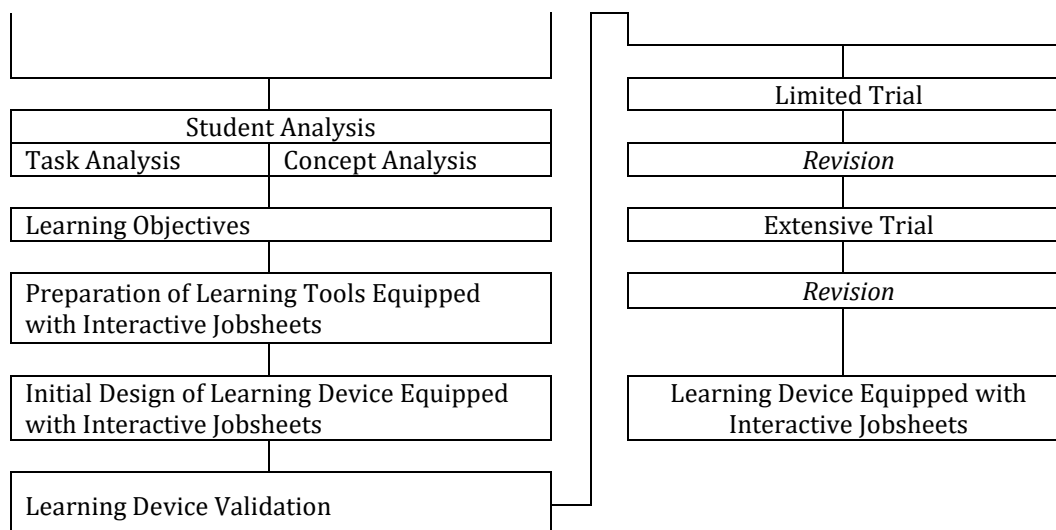 Student Analysis
Task Analysis
Concept Analysis
Learning Objectives
Preparation of Learning Tools Equipped
with Interactive Jobsheets
Initial Design of Learning Device Equipped
with Interactive Jobsheets
Learning Device Validation
Limited Trial
Revision
Extensive Trial
Revision
Learning Device Equipped with
Interactive Jobsheets